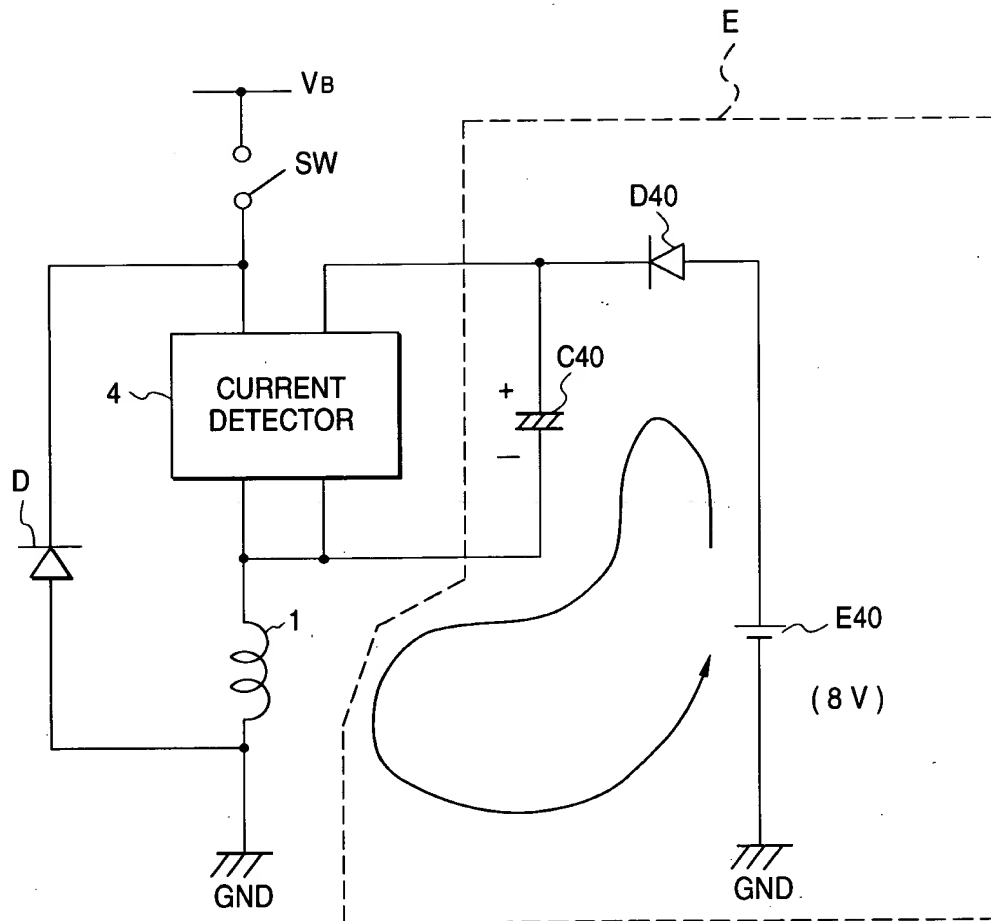 E
VB
SW
D40
4
CURRENT
DETECTOR
C40
+
−
D
1
E40
(8 V)
GND
GND